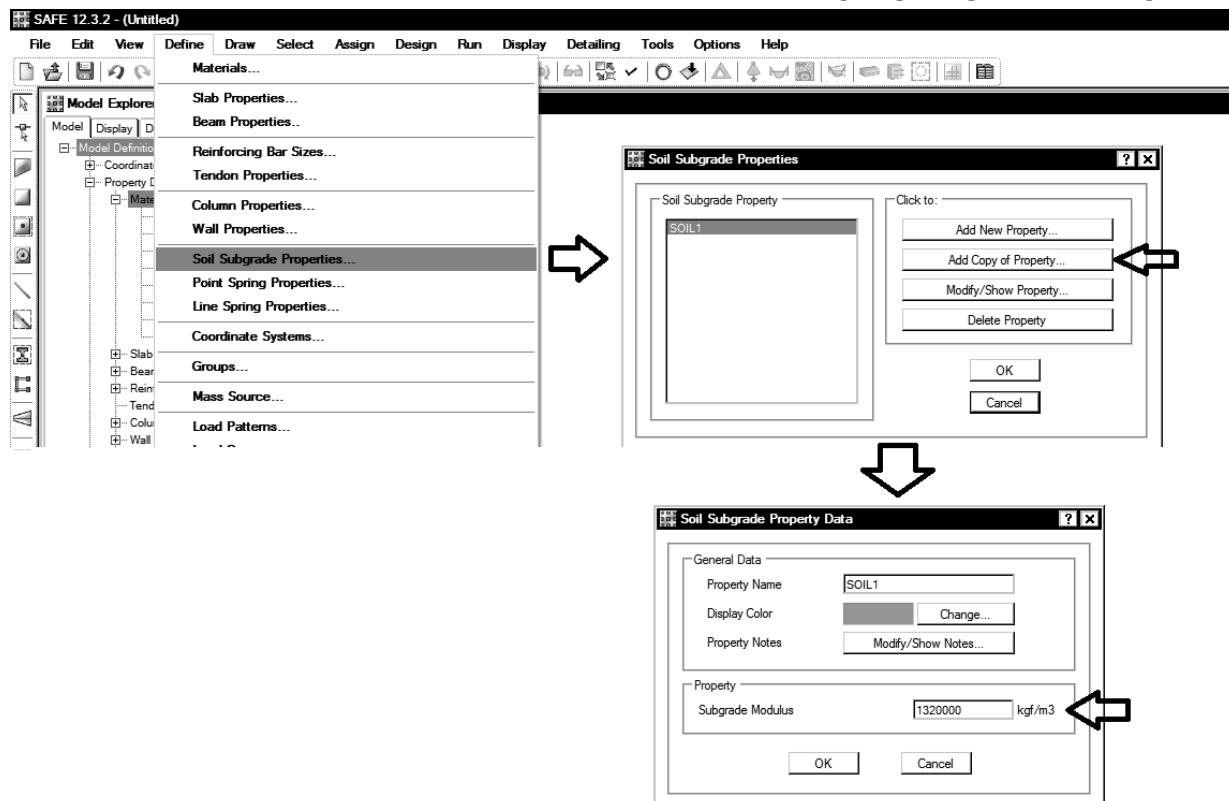 SAFE 12.3.2 - (Untitled)
File Edit View Define Draw Select Assign Design Run Display Detailing Tools Options Help
Model Explorer
Model Display D
Model Definitio
Coordinat
Property D
Mate
Slab
Bear
Rein
Tend
Colu
Wall
Materials...
Slab Properties...
Beam Properties..
Reinforcing Bar Sizes...
Tendon Properties...
Column Properties...
Wall Properties...
Soil Subgrade Properties...
Point Spring Properties...
Line Spring Properties...
Coordinate Systems...
Groups...
Mass Source...
Load Patterns...
Soil Subgrade Properties
Soil Subgrade Property
SOIL1
Click to:
Add New Property...
Add Copy of Property...
Modify/Show Property...
Delete Property
OK
Cancel
Soil Subgrade Property Data
General Data
Property Name SOIL1
Display Color Change...
Property Notes Modify/Show Notes...
Property
Subgrade Modulus 1320000 kgf/m3
OK Cancel